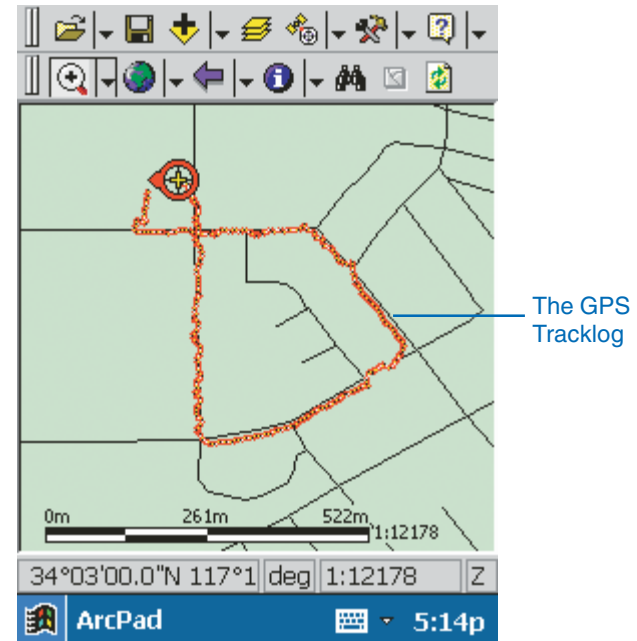 The GPS
Tracklog
0m 261m 522m
1:12178
34°03'00.0"N 117°1 deg 1:12178 Z
ArcPad 5:14p